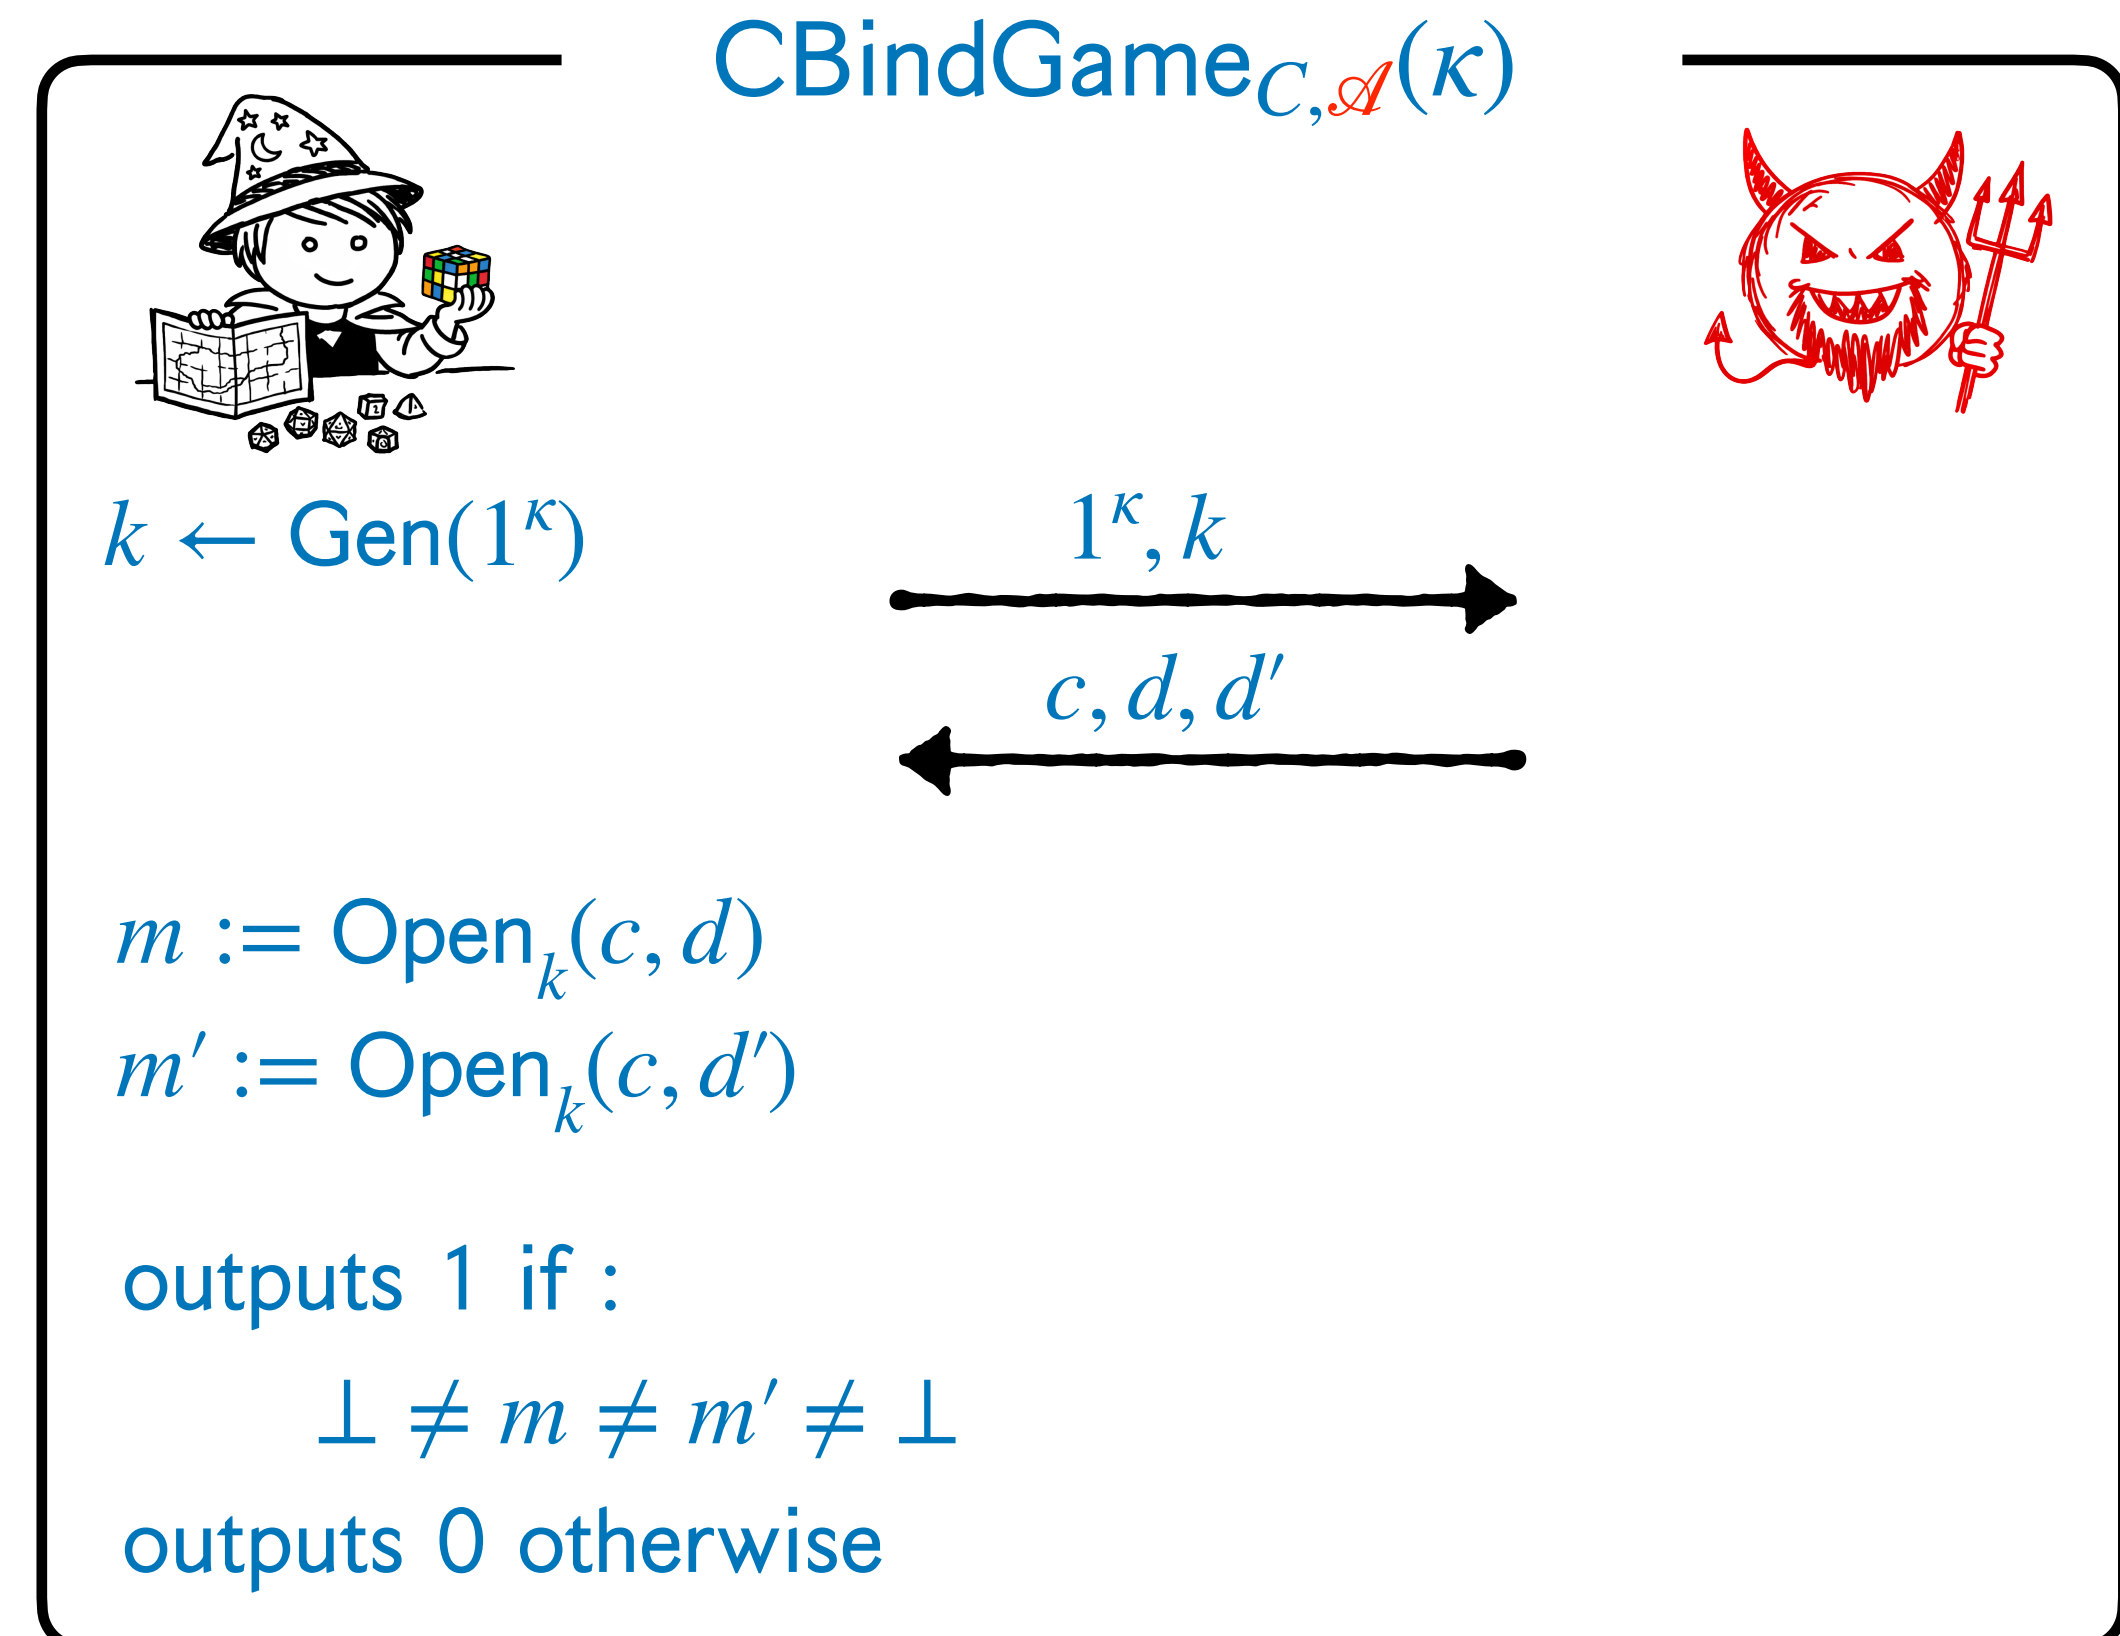 CBindGame_{C,𝒜}(κ)
k ← Gen(1^κ)
1^κ, k
c, d, d′
m := Open_k(c, d)
m′ := Open_k(c, d′)
outputs 1 if :
⊥ ≠ m ≠ m′ ≠ ⊥
outputs 0 otherwise